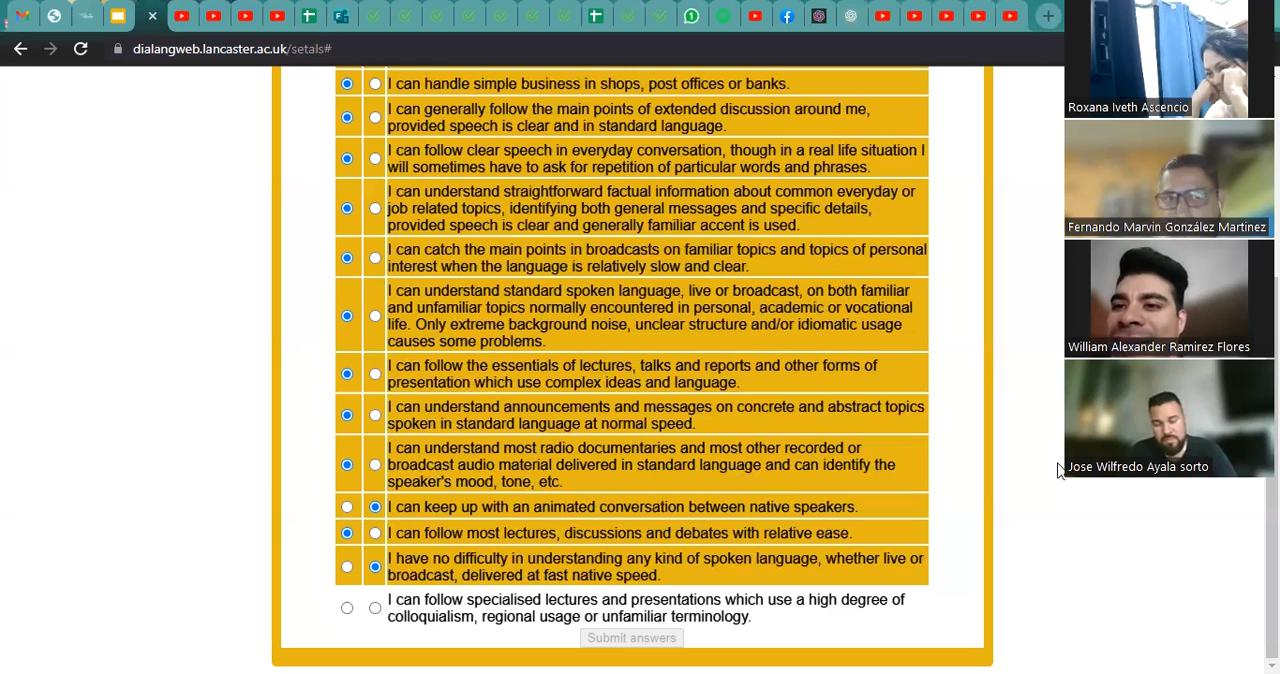 dialangweb.lancaster.ac.uk/setals#
I can handle simple business in shops, post offices or banks.
I can generally follow the main points of extended discussion around me,
provided speech is clear and in standard language.
I can follow clear speech in everyday conversation, though in a real life situation I
will sometimes have to ask for repetition of particular words and phrases.
I can understand straightforward factual information about common everyday or
job related topics, identifying both general messages and specific details,
provided speech is clear and generally familiar accent is used.
I can catch the main points in broadcasts on familiar topics and topics of personal
interest when the language is relatively slow and clear.
I can understand standard spoken language, live or broadcast, on both familiar
and unfamiliar topics normally encountered in personal, academic or vocational
life. Only extreme background noise, unclear structure and/or idiomatic usage
causes some problems.
I can follow the essentials of lectures, talks and reports and other forms of
presentation which use complex ideas and language.
I can understand announcements and messages on concrete and abstract topics
spoken in standard language at normal speed.
I can understand most radio documentaries and most other recorded or
broadcast audio material delivered in standard language and can identify the
speaker's mood, tone, etc.
I can keep up with an animated conversation between native speakers.
I can follow most lectures, discussions and debates with relative ease.
I have no difficulty in understanding any kind of spoken language, whether live or
broadcast, delivered at fast native speed.
I can follow specialised lectures and presentations which use a high degree of
colloquialism, regional usage or unfamiliar terminology.
Submit answers
Roxana Iveth Ascencio
Fernando Marvin González Martinez
William Alexander Ramirez Flores
Jose Wilfredo Ayala sorto